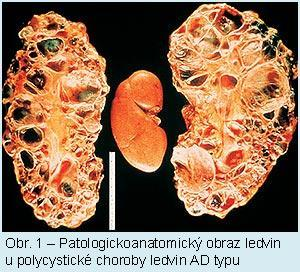 Obr. 1 – Patologickoanatomický obraz ledvin
u polycystické choroby ledvin AD typu